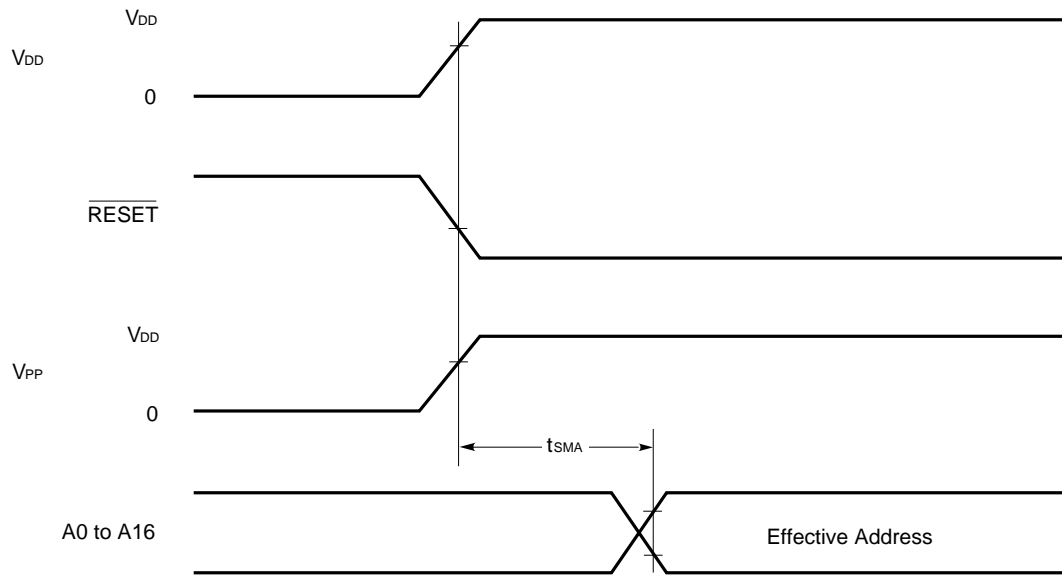 VDD
VDD
0
RESET
VDD
VPP
0
tSMA
A0 to A16
Effective Address